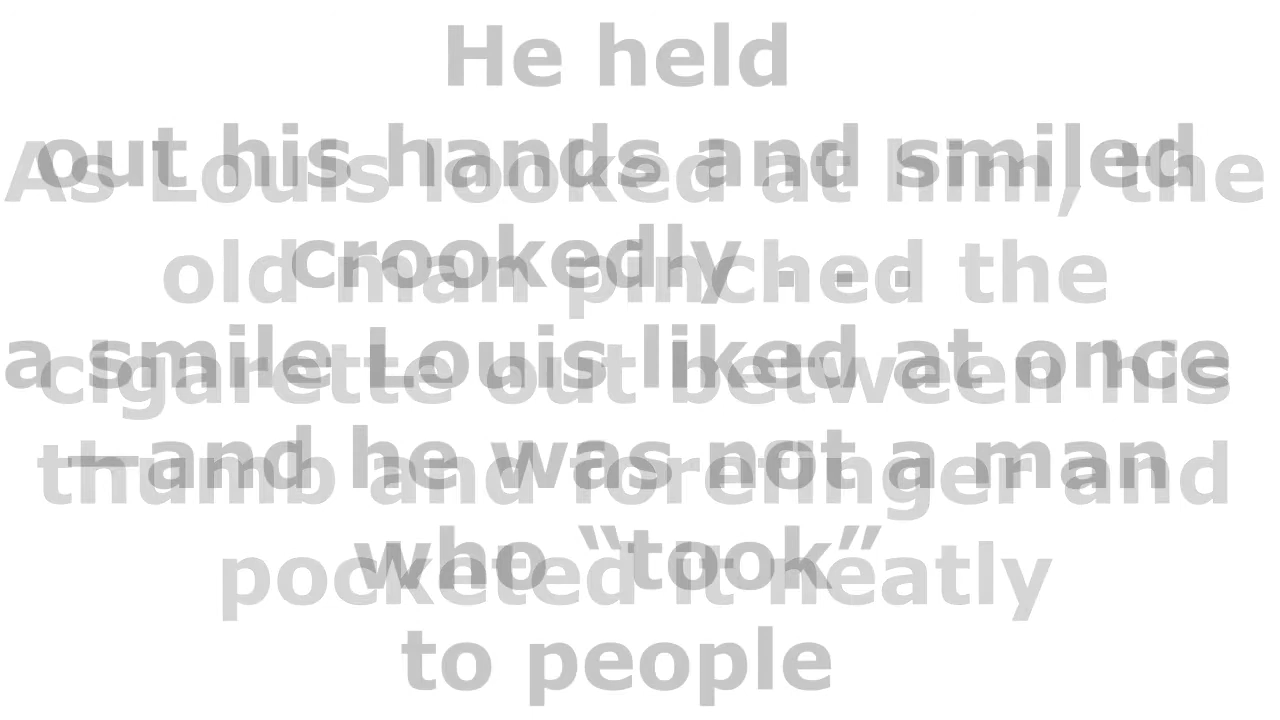 He held
out his hands and smiled
crookedly . . .
a smile Louis liked at once
—and he was not a man
who “took”
to people
As Louis looked at him, the
old man pinched the
cigarette out between his
thumb and forefinger and
pocketed it neatly